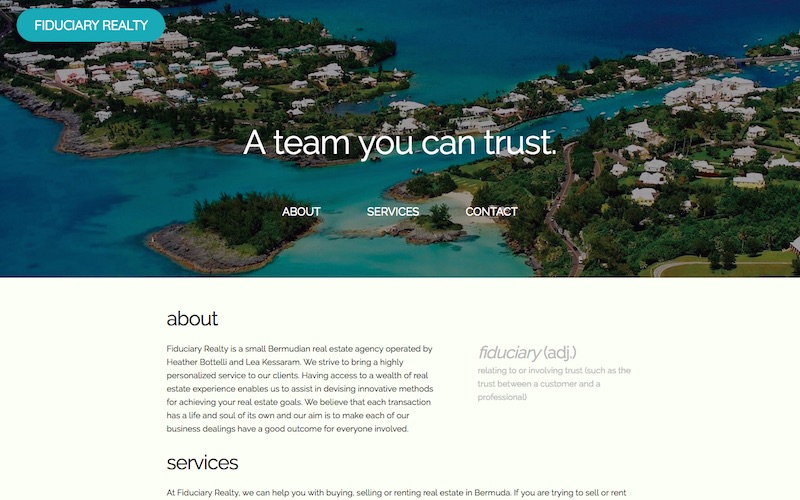 FIDUCIARY REALTY
A team you can trust.
ABOUT SERVICES CONTACT
about
Fiduciary Realty is a small Bermudian real estate agency operated by
Heather Bottelli and Lea Kessaram. We strive to bring a highly
personalized service to our clients. Having access to a wealth of real
estate experience enables us to assist in devising innovative methods
for achieving your real estate goals. We believe that each transaction
has a life and soul of its own and our aim is to make each of our
business dealings have a good outcome for everyone involved.
fiduciary (adj.)
relating to or involving trust (such as the
trust between a customer and a
professional)
services
At Fiduciary Realty, we can help you with buying, selling or renting real estate in Bermuda. If you are trying to sell or rent